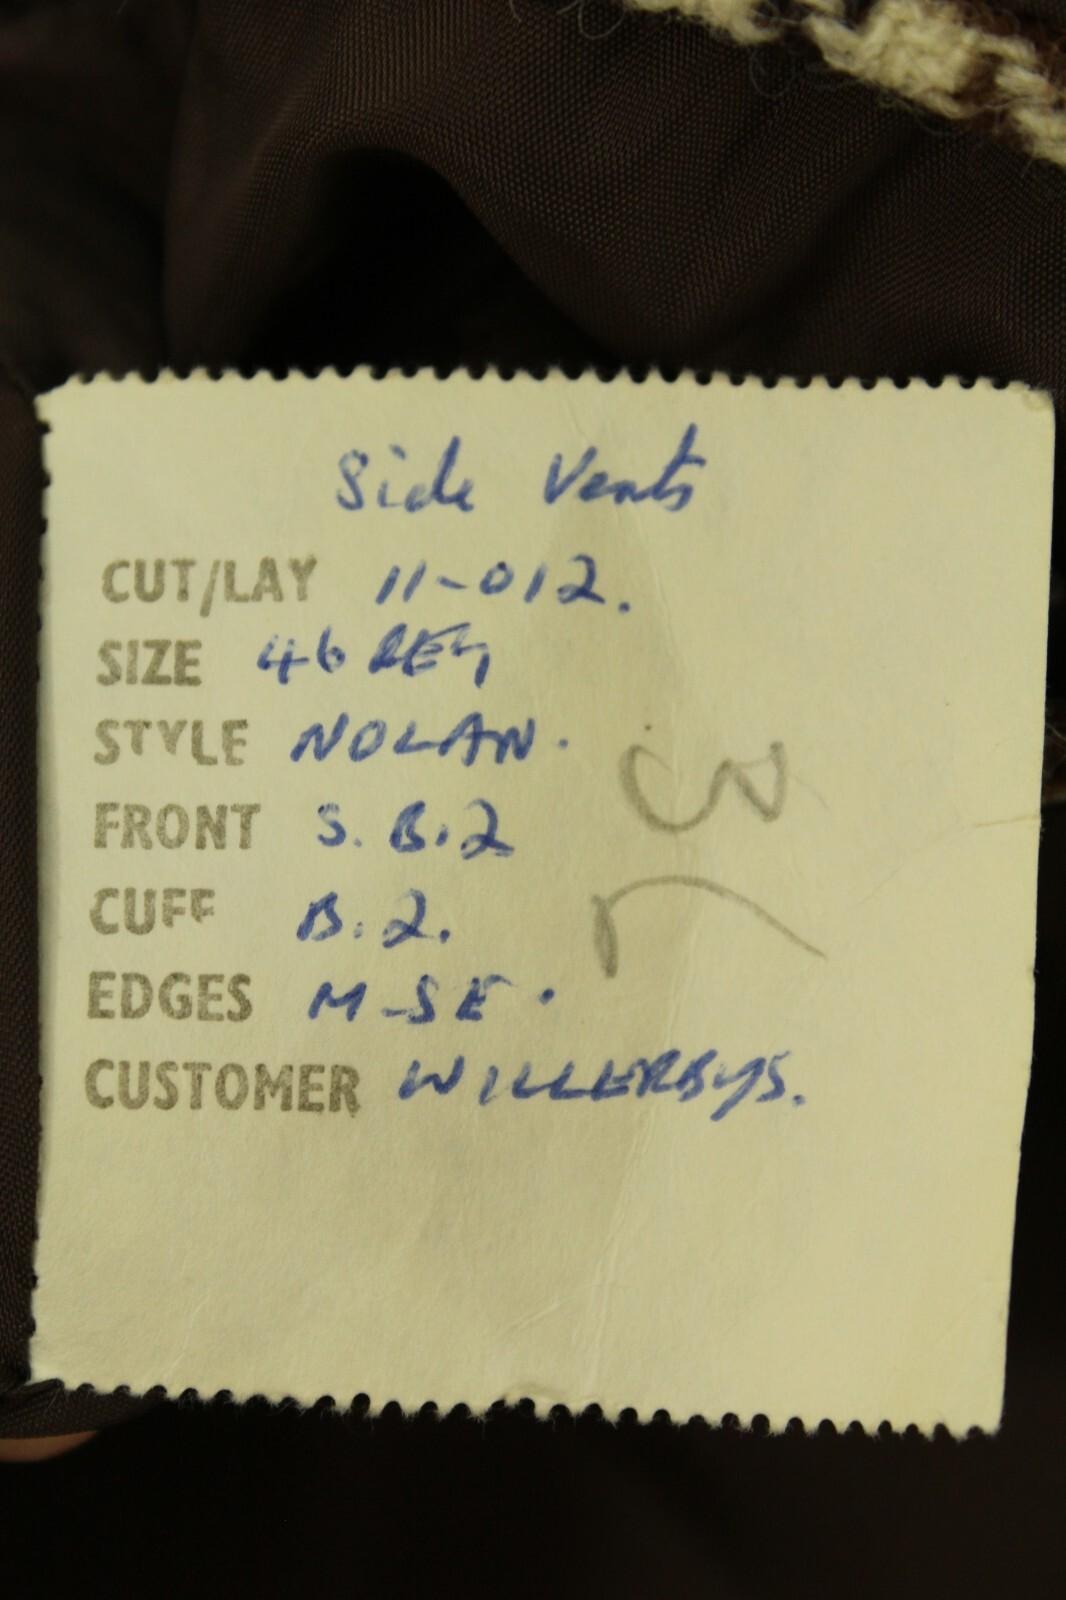 Side Vents
CUT/LAY 11-012.
SIZE 46 REG
STYLE NOLAN.
FRONT S.B.2
CUFF B.2.
EDGES M-SE.
CUSTOMER WILLERBYS.